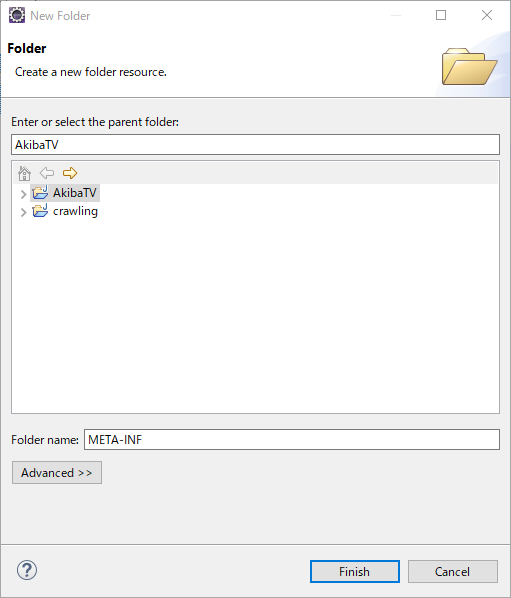 New Folder
Folder
Create a new folder resource.
Enter or select the parent folder:
AkibaTV
AkibaTV
crawling
Folder name: META-INF
Advanced >>
? Finish Cancel